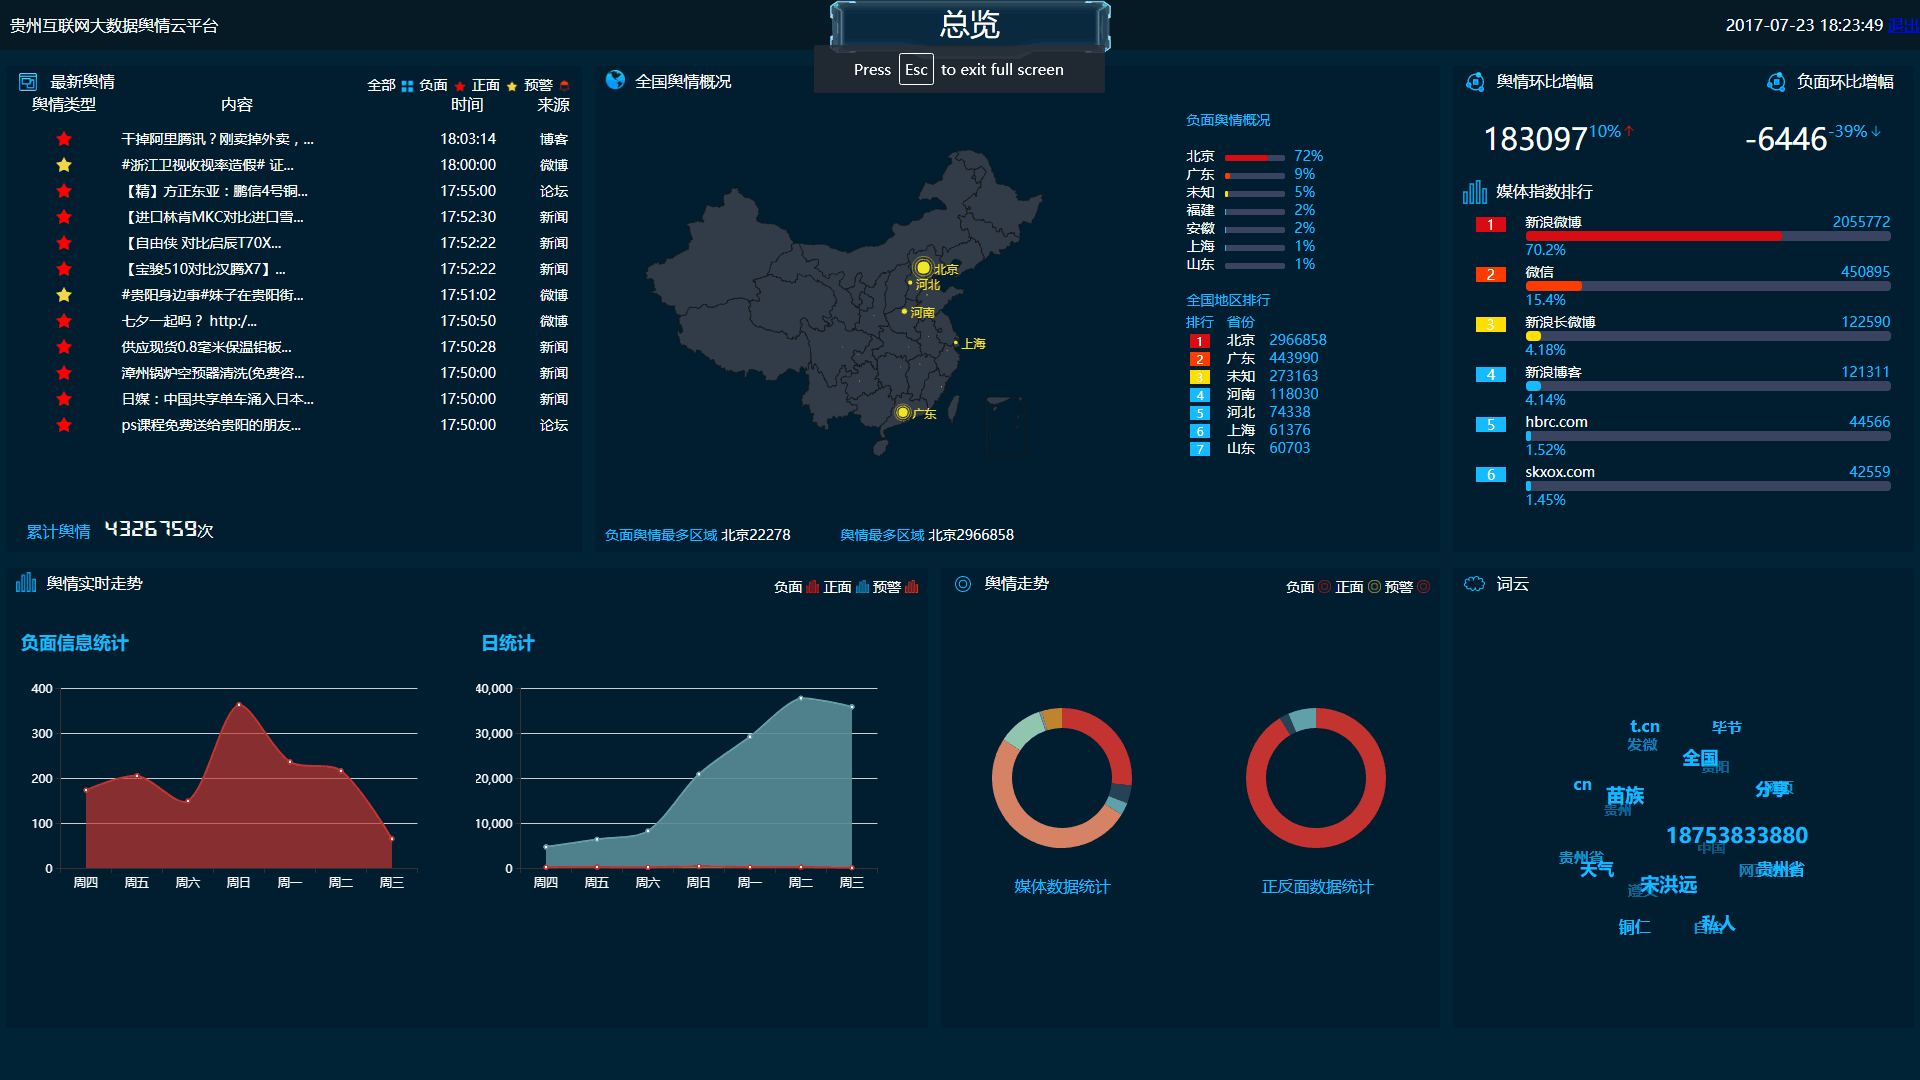 贵州互联网大数据舆情云平台
总览
2017-07-23 18:23:49 退出
Press Esc to exit full screen
最新舆情
全部 负面 正面 预警
舆情类型 内容 时间 来源
干掉阿里腾讯？刚卖掉外卖，... 18:03:14 博客
#浙江卫视收视率造假# 证... 18:00:00 微博
【精】方正东亚：鹏信4号铜... 17:55:00 论坛
【进口林肯MKC对比进口雪... 17:52:30 新闻
【自由侠 对比启辰T70X... 17:52:22 新闻
【宝骏510对比汉腾X7】... 17:52:22 新闻
#贵阳身边事#妹子在贵阳街... 17:51:02 微博
七夕一起吗？ http:/... 17:50:50 微博
供应现货0.8毫米保温铝板... 17:50:28 新闻
漳州锅炉空预器清洗(免费咨... 17:50:00 新闻
日媒：中国共享单车涌入日本... 17:50:00 新闻
ps课程免费送给贵阳的朋友... 17:50:00 论坛
累计舆情 4326759次
全国舆情概况
北京
河北
河南
上海
广东
负面舆情最多区域 北京22278
舆情最多区域 北京2966858
负面舆情概况
北京 72%
广东 9%
未知 5%
福建 2%
安徽 2%
上海 1%
山东 1%
全国地区排行
排行 省份
1 北京 2966858
2 广东 443990
3 未知 273163
4 河南 118030
5 河北 74338
6 上海 61376
7 山东 60703
舆情环比增幅
183097 10%↑
负面环比增幅
-6446 -39%↓
媒体指数排行
1 新浪微博 2055772
70.2%
2 微信 450895
15.4%
3 新浪长微博 122590
4.18%
4 新浪博客 121311
4.14%
5 hbrc.com 44566
1.52%
6 skxox.com 42559
1.45%
舆情实时走势
负面 正面 预警
负面信息统计
400
300
200
100
0
周四 周五 周六 周日 周一 周二 周三
日统计
40,000
30,000
20,000
10,000
0
周四 周五 周六 周日 周一 周二 周三
舆情走势
负面 正面 预警
媒体数据统计
正反面数据统计
词云
t.cn
毕节
发微
全国
贵阳
cn
苗族
分享
贵州
18753833880
中国
贵州省
天气
贵州省
宋洪远
铜仁
私人